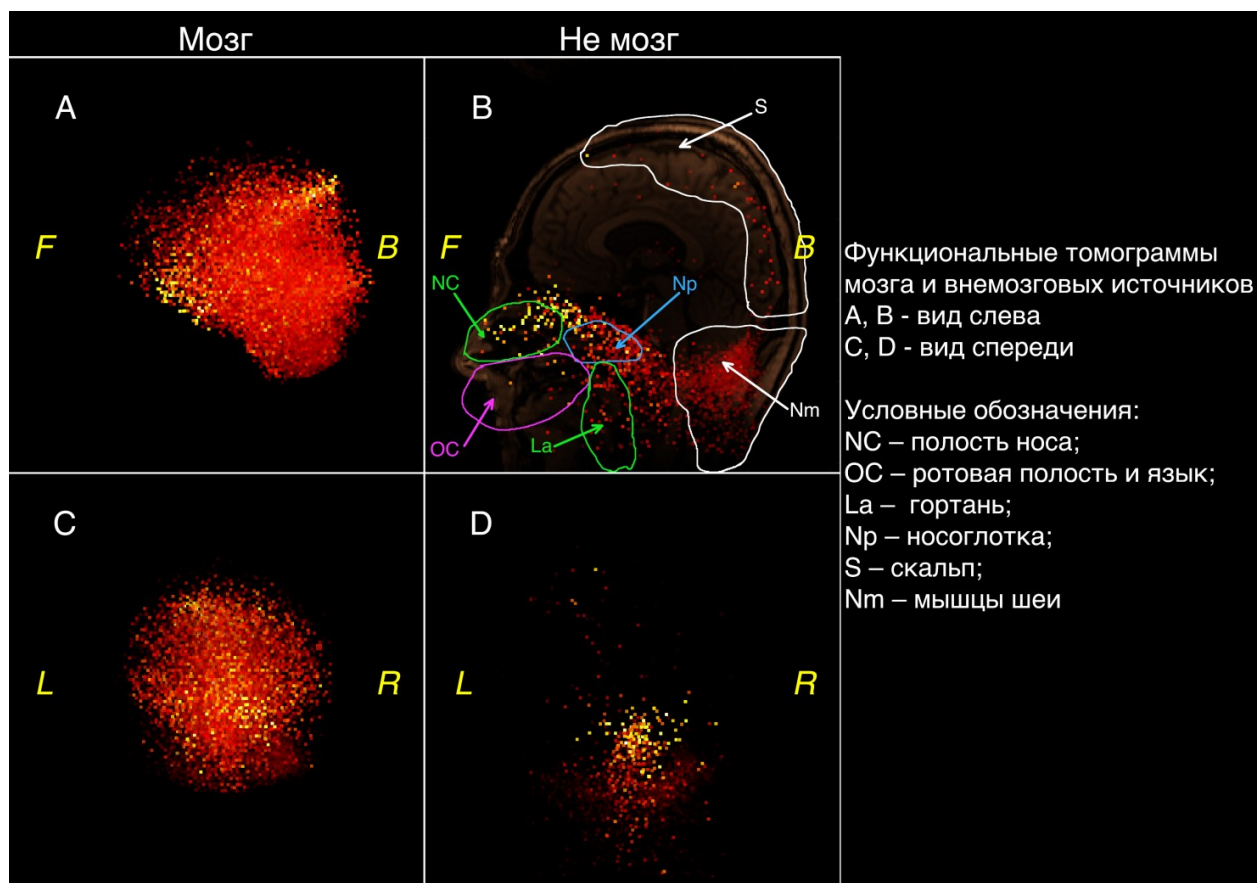 Мозг
Не мозг
A
B
S
F
B
F
B
NC
Np
OC
La
Nm
C
D
L
R
L
R
Функциональные томограммы
мозга и внемозговых источников
A, B - вид слева
C, D - вид спереди
Условные обозначения:
NC – полость носа;
OC – ротовая полость и язык;
La – гортань;
Np – носоглотка;
S – скальп;
Nm – мышцы шеи